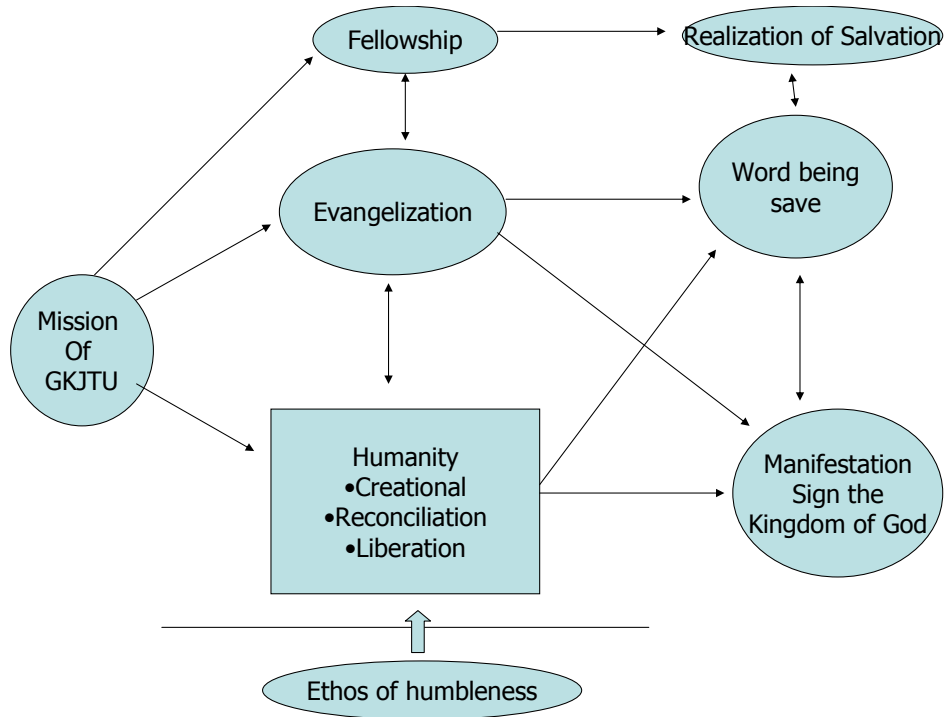 Fellowship
Realization of Salvation
Word being
save
Evangelization
Mission
Of
GKJTU
Humanity
•Creational
•Reconciliation
•Liberation
Manifestation
Sign the
Kingdom of God
Ethos of humbleness